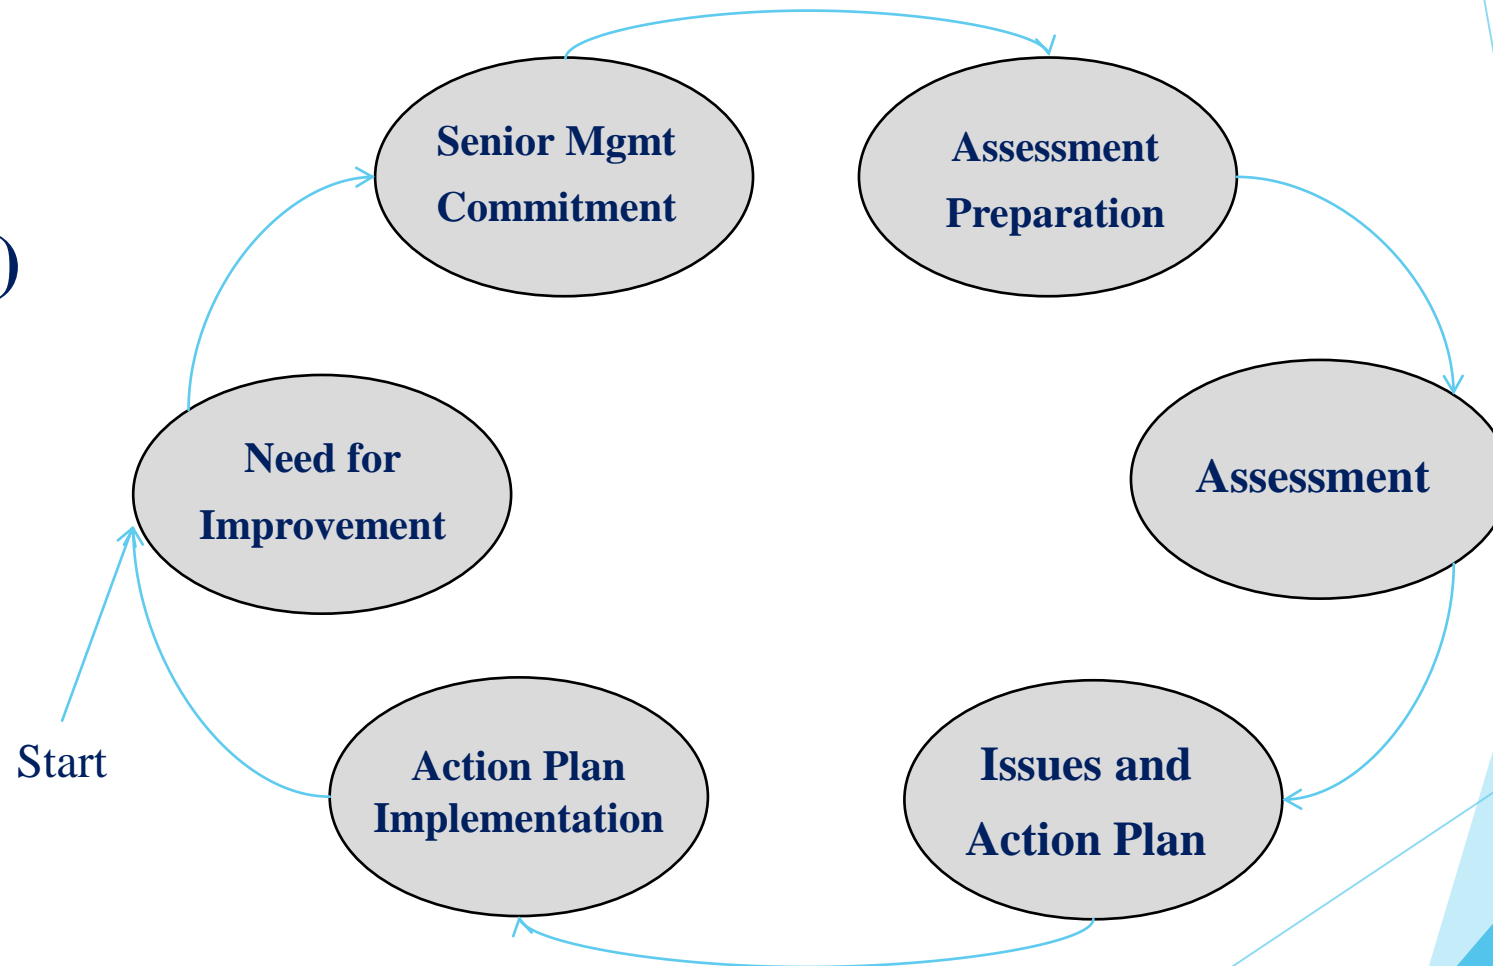 Senior Mgmt
Commitment
Assessment
Preparation
)
Need for
Improvement
Assessment
Start
Action Plan
Implementation
Issues and
Action Plan